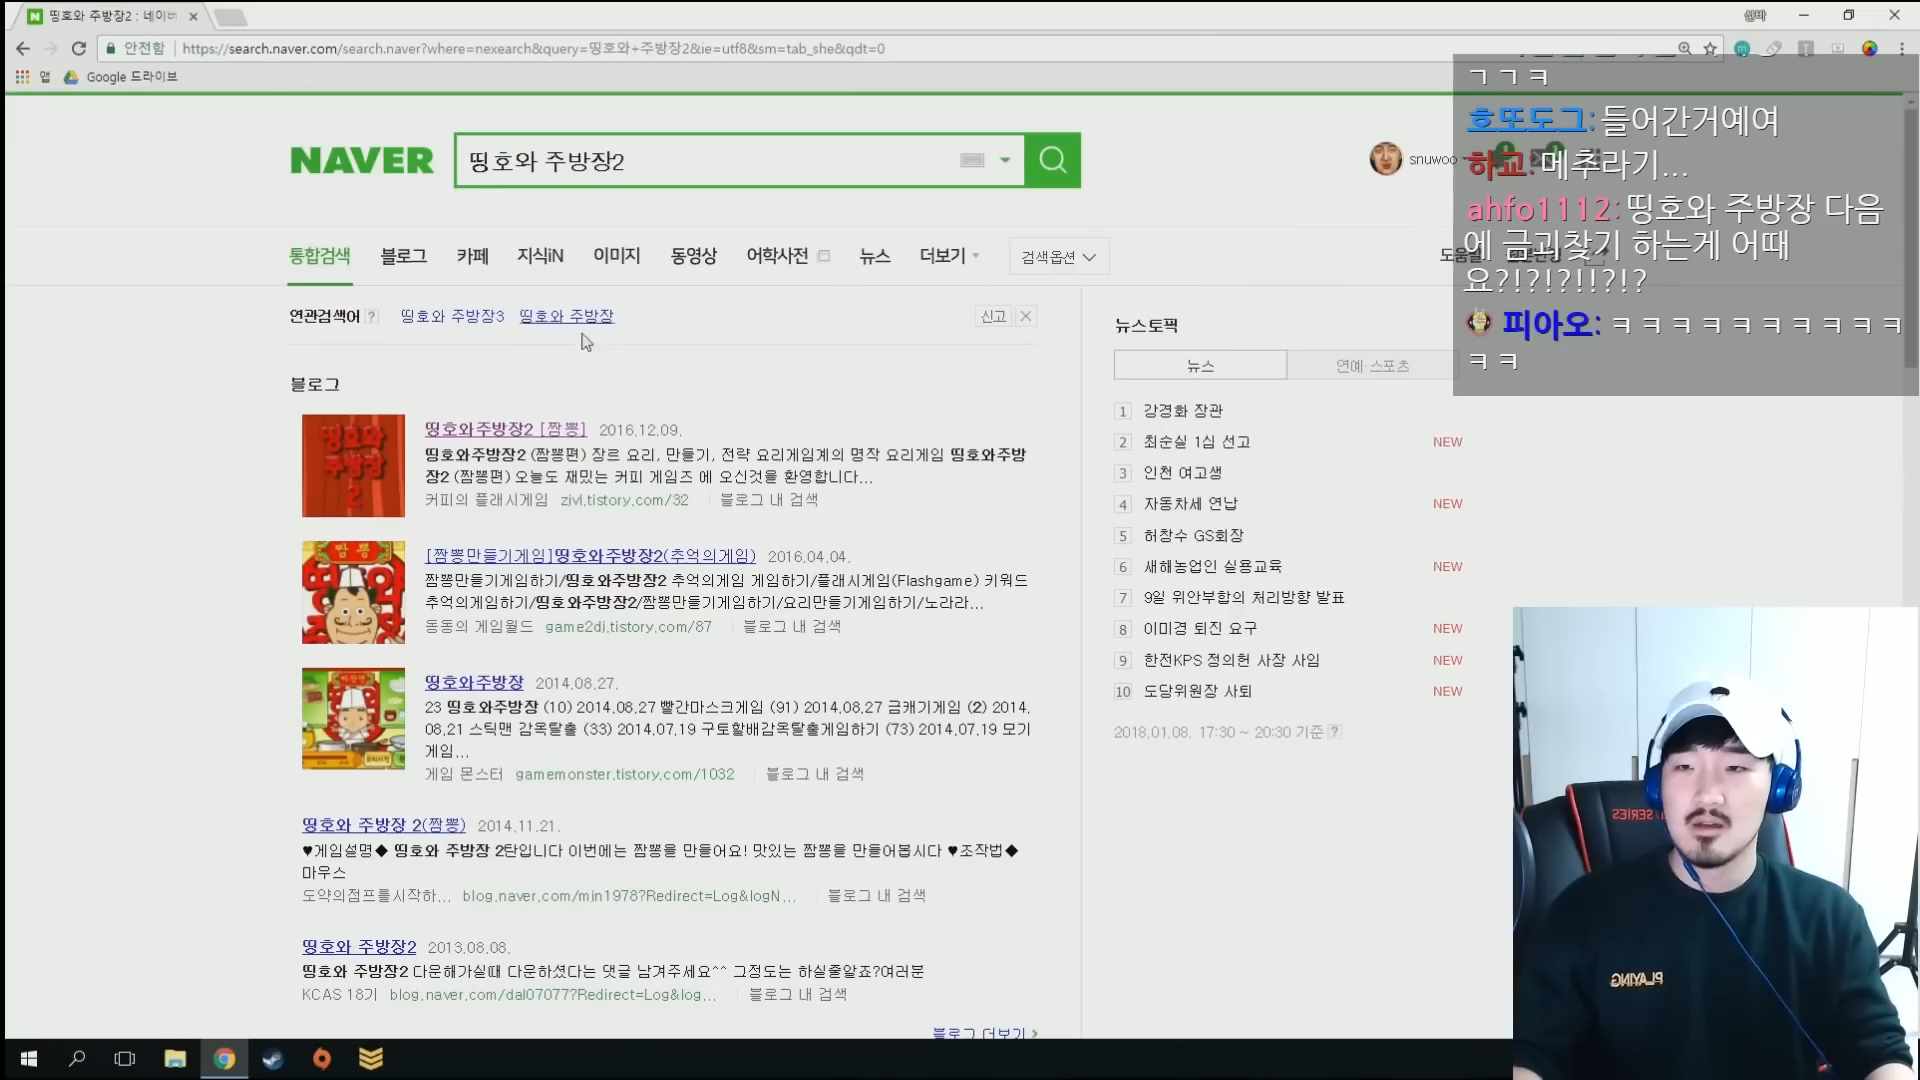 띵호와 주방장2 : 네이버
선바
안전함 https://search.naver.com/search.naver?where=nexearch&query=띵호와+주방장2&ie=utf8&sm=tab_she&qdt=0
앱 Google 드라이브
ㄱㄱㅋ
호또도그: 들어간거예여
하교: 메추라기...
ahfo1112: 띵호와 주방장 다음
에 금괴찾기 하는게 어때
요?!?!?!!?!?
피아오: ㅋㅋㅋㅋㅋㅋㅋㅋㅋㅋ
ㅋㅋ
NAVER
띵호와 주방장2
snuwoo
통합검색 블로그 카페 지식iN 이미지 동영상 어학사전 뉴스 더보기 검색옵션
연관검색어 ? 띵호와 주방장3 띵호와 주방장 신고
블로그
띵호와
주방장
2
띵호와주방장2 [짬뽕] 2016.12.09.
띵호와주방장2 (짬뽕편) 장르 요리, 만들기, 전략 요리게임계의 명작 요리게임 띵호와주방
장2 (짬뽕편) 오늘도 재밌는 커피 게임즈 에 오신것을 환영합니다...
커피의 플래시게임 zivl.tistory.com/32 블로그 내 검색
짬뽕
[짬뽕만들기게임]띵호와주방장2(추억의게임) 2016.04.04.
짬뽕만들기게임하기/띵호와주방장2 추억의게임 게임하기/플래시게임(Flashgame) 키워드
추억의게임하기/띵호와주방장2/짬뽕만들기게임하기/요리만들기게임하기/노라라...
동동의 게임월드 game2di.tistory.com/87 블로그 내 검색
띵호와주방장 2014.08.27.
23 띵호와주방장 (10) 2014.08.27 빨간마스크게임 (91) 2014.08.27 금캐기게임 (2) 2014.
08.21 스틱맨 감옥탈출 (33) 2014.07.19 구토할배감옥탈출게임하기 (73) 2014.07.19 모기
게임...
게임 몬스터 gamemonster.tistory.com/1032 블로그 내 검색
띵호와 주방장 2(짬뽕) 2014.11.21.
♥게임설명◆ 띵호와 주방장 2탄입니다 이번에는 짬뽕을 만들어요! 맛있는 짬뽕을 만들어봅시다 ♥조작법◆
마우스
도약의점프를시작하... blog.naver.com/min1978?Redirect=Log&logN... 블로그 내 검색
띵호와 주방장2 2013.08.08.
띵호와 주방장2 다운해가실때 다운하셨다는 댓글 남겨주세요^^ 그정도는 하실줄알죠?여러분
KCAS 18기 blog.naver.com/dal07077?Redirect=Log&log... 블로그 내 검색
블로그 더보기
뉴스토픽
뉴스 연예·스포츠
1 강경화 장관
2 최순실 1심 선고 NEW
3 인천 여고생
4 자동차세 연납 NEW
5 허창수 GS회장
6 새해농업인 실용교육 NEW
7 9일 위안부합의 처리방향 발표
8 이미경 퇴진 요구 NEW
9 한전KPS 정의헌 사장 사임 NEW
10 도당위원장 사퇴 NEW
2018.01.08. 17:30 ~ 20:30 기준 ?
SERIES
PLAYING